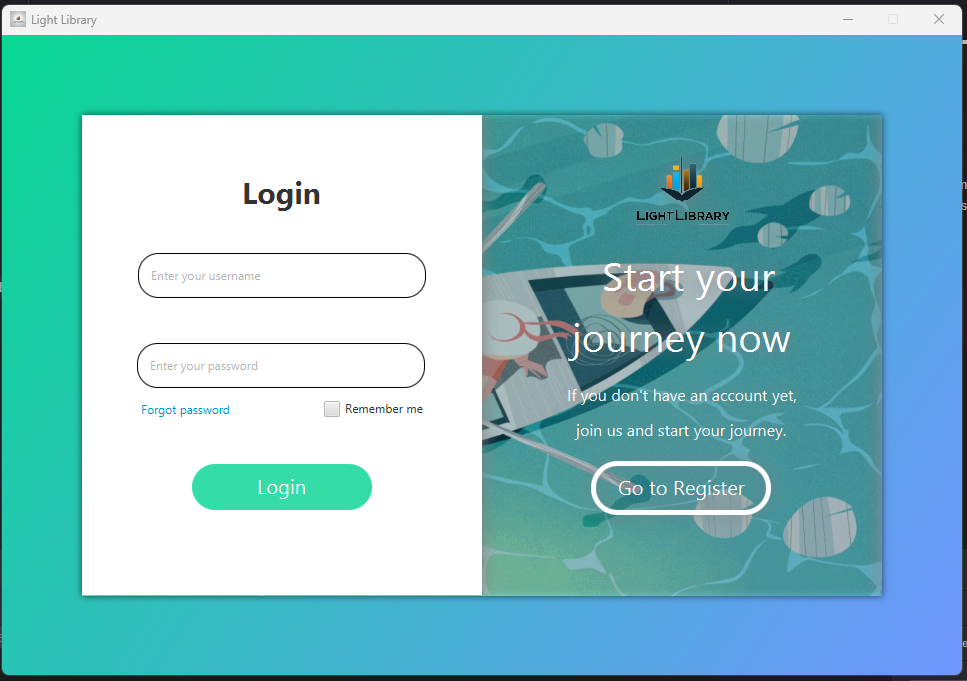 Light Library
Login
Enter your username
Enter your password
Forgot password
Remember me
Login
LIGHTLIBRARY
Start your
journey now
If you don't have an account yet,
join us and start your journey.
Go to Register